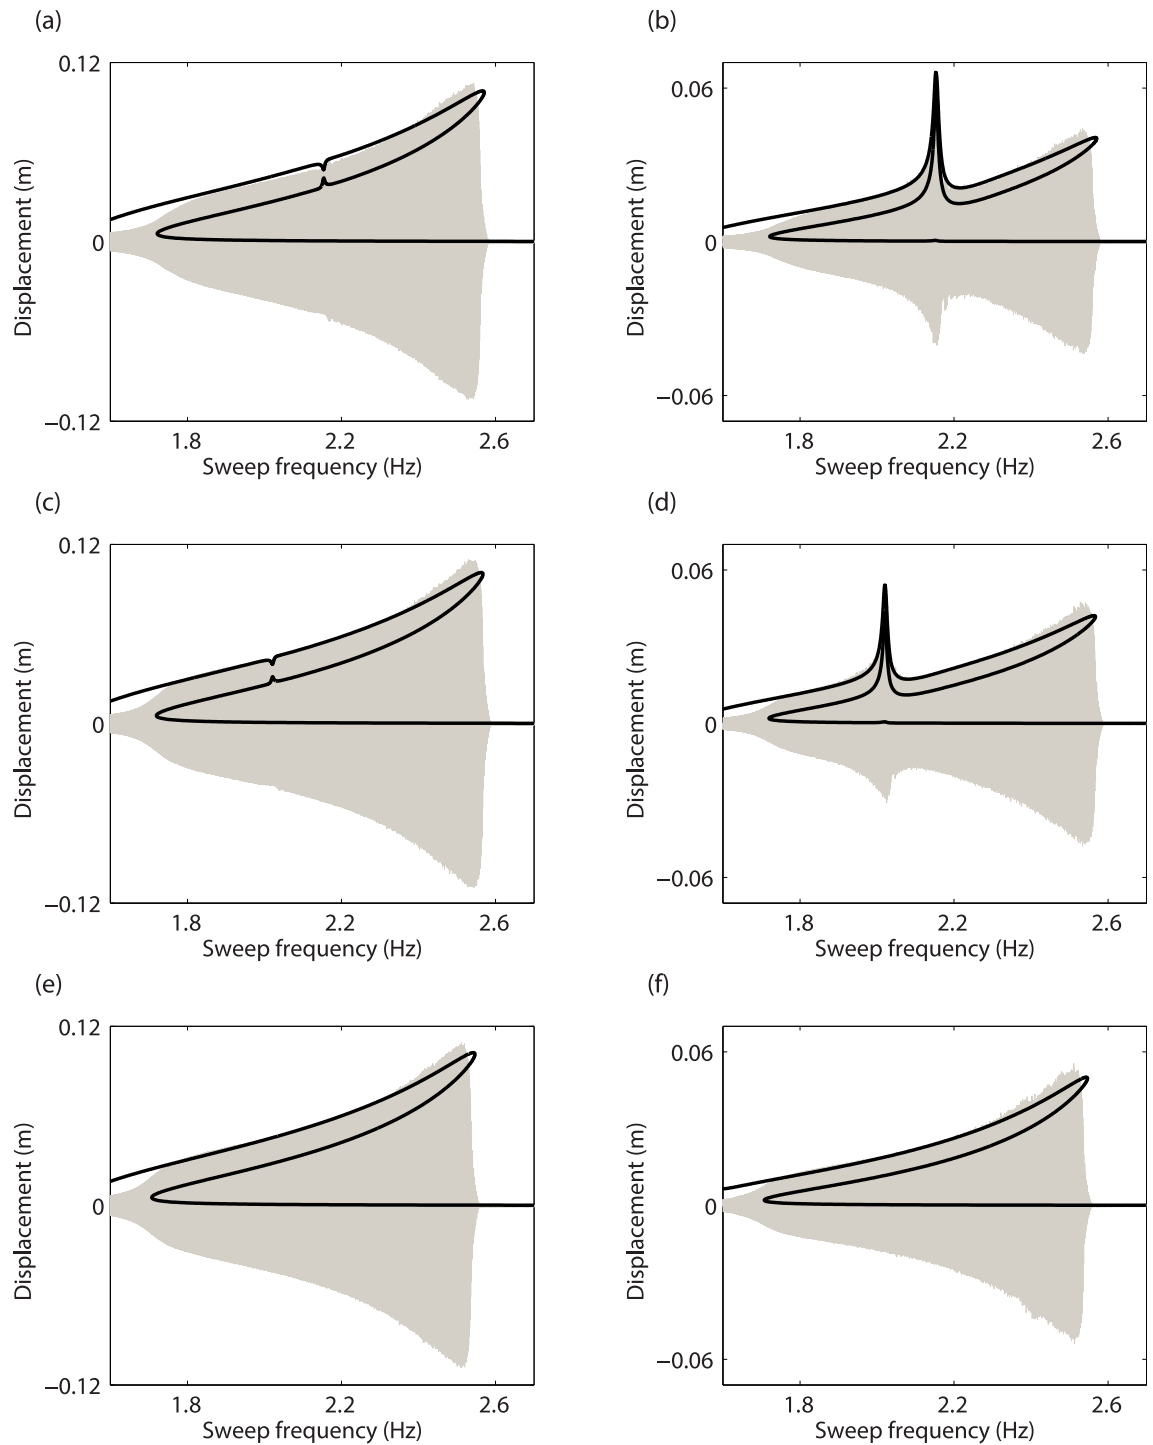 (a)
(b)
0.12
0
−0.12
Displacement (m)
1.8
2.2
2.6
Sweep frequency (Hz)
0.06
0
−0.06
Displacement (m)
1.8
2.2
2.6
Sweep frequency (Hz)
(c)
(d)
0.12
0
−0.12
Displacement (m)
1.8
2.2
2.6
Sweep frequency (Hz)
0.06
0
−0.06
Displacement (m)
1.8
2.2
2.6
Sweep frequency (Hz)
(e)
(f)
0.12
0
−0.12
Displacement (m)
1.8
2.2
2.6
Sweep frequency (Hz)
0.06
0
−0.06
Displacement (m)
1.8
2.2
2.6
Sweep frequency (Hz)